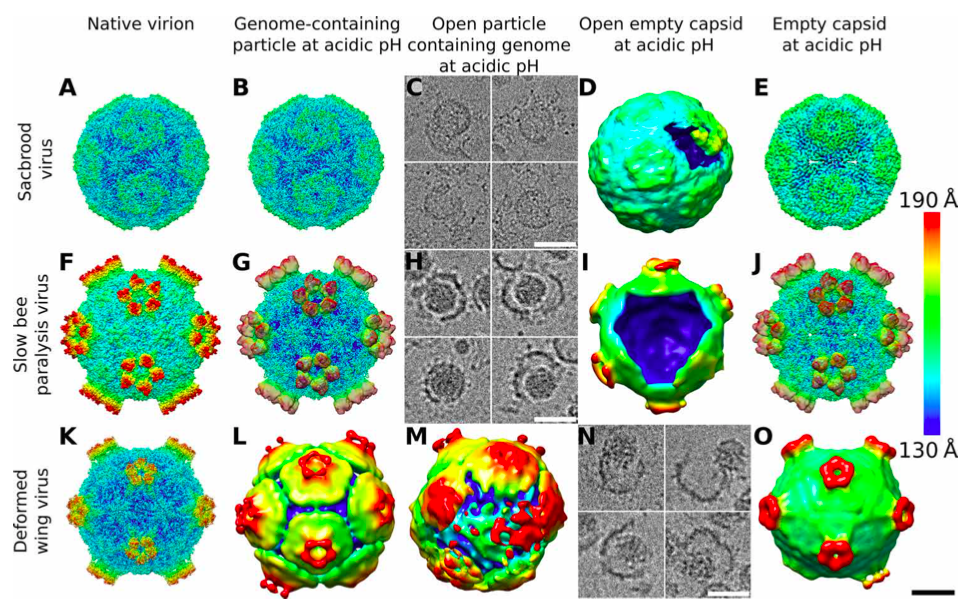 Native virion
Genome-containing
particle at acidic pH
Open particle
containing genome
at acidic pH
Open empty capsid
at acidic pH
Empty capsid
at acidic pH
Sacbrood
virus
A
B
C
D
E
190 Å
Slow bee
paralysis virus
F
G
H
I
J
130 Å
Deformed
wing virus
K
L
M
N
O